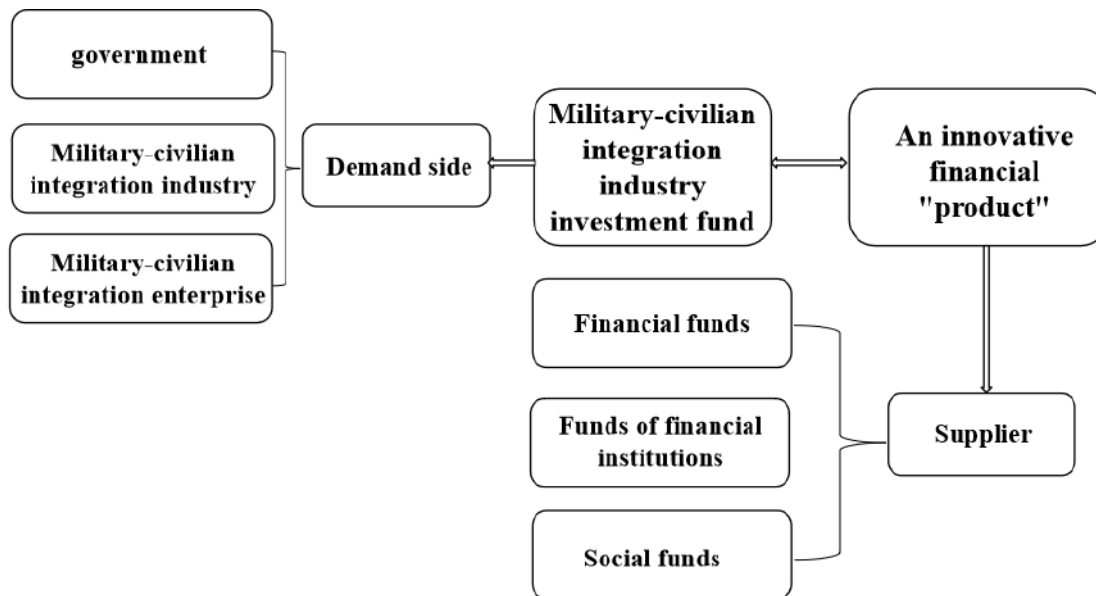 government
Military-civilian
integration industry
Military-civilian
integration enterprise
Demand side
Military-civilian
integration
industry
investment fund
An innovative
financial
"product"
Financial funds
Funds of financial
institutions
Social funds
Supplier